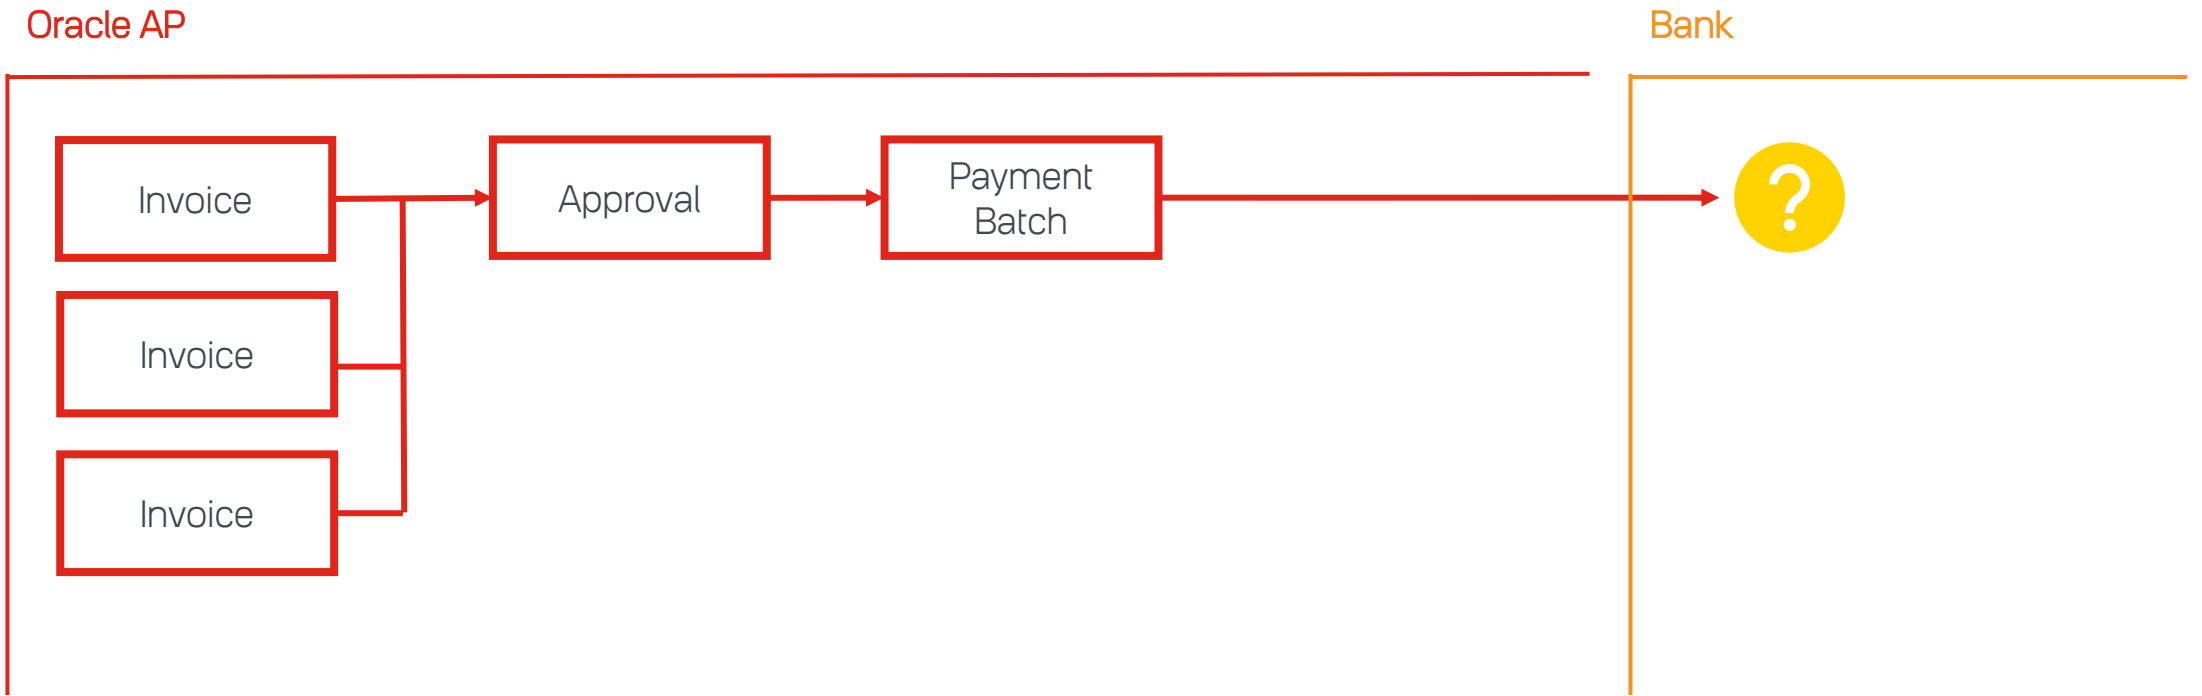 Oracle AP
Bank
Invoice
Approval
Payment
Batch
?
Invoice
Invoice